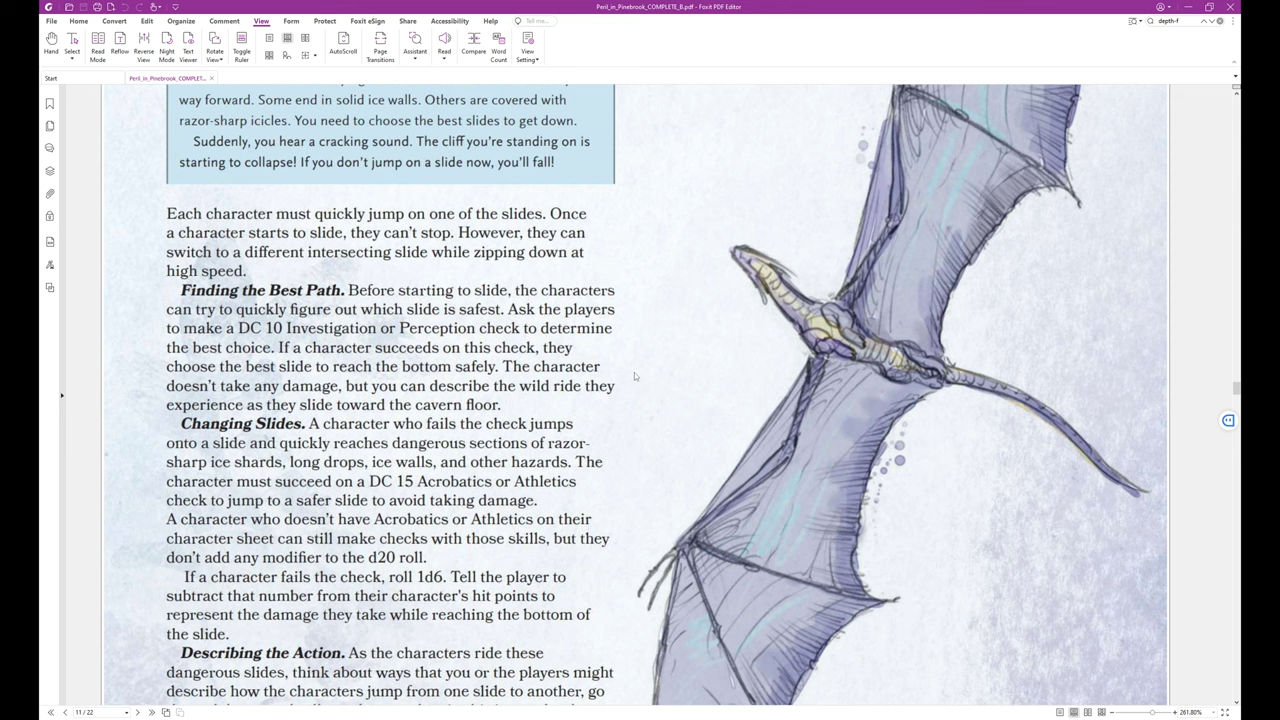 Peril_in_Pinebrook_COMPLETE_B.pdf - Foxit PDF Editor
File Home Convert Edit Organize Comment View Form Protect Foxit eSign Share Accessibility Help Tell me... depth-f
Hand Select Read Mode Reflow Reverse View Night Mode Text Viewer Rotate View Toggle Ruler AutoScroll Page Transitions Assistant Read Compare Word Count View Setting
Start Peril_in_Pinebrook_COMPLET...
way forward. Some end in solid ice walls. Others are covered with
razor-sharp icicles. You need to choose the best slides to get down.
Suddenly, you hear a cracking sound. The cliff you're standing on is
starting to collapse! If you don't jump on a slide now, you'll fall!
Each character must quickly jump on one of the slides. Once
a character starts to slide, they can't stop. However, they can
switch to a different intersecting slide while zipping down at
high speed.
Finding the Best Path. Before starting to slide, the characters
can try to quickly figure out which slide is safest. Ask the players
to make a DC 10 Investigation or Perception check to determine
the best choice. If a character succeeds on this check, they
choose the best slide to reach the bottom safely. The character
doesn't take any damage, but you can describe the wild ride they
experience as they slide toward the cavern floor.
Changing Slides. A character who fails the check jumps
onto a slide and quickly reaches dangerous sections of razor-
sharp ice shards, long drops, ice walls, and other hazards. The
character must succeed on a DC 15 Acrobatics or Athletics
check to jump to a safer slide to avoid taking damage.
A character who doesn't have Acrobatics or Athletics on their
character sheet can still make checks with those skills, but they
don't add any modifier to the d20 roll.
If a character fails the check, roll 1d6. Tell the player to
subtract that number from their character's hit points to
represent the damage they take while reaching the bottom of
the slide.
Describing the Action. As the characters ride these
dangerous slides, think about ways that you or the players might
describe how the characters jump from one slide to another, go
11 / 22 261.80%